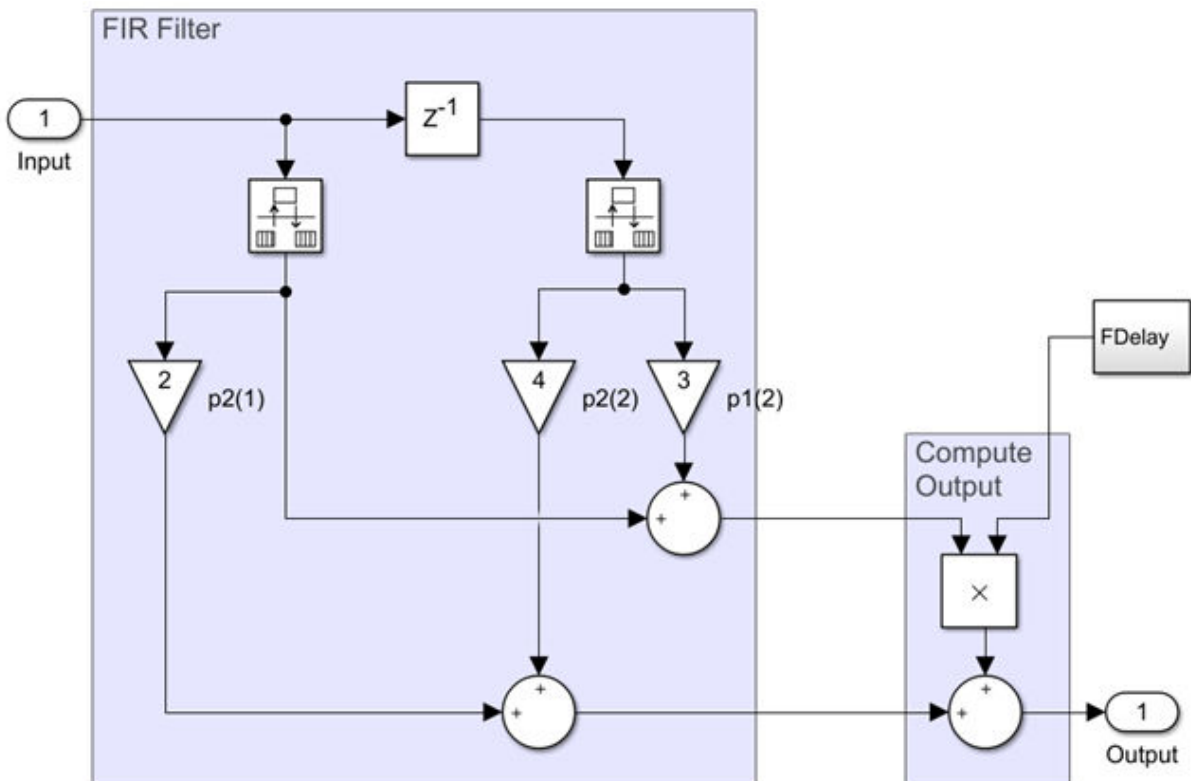 FIR Filter
1
Input
Z-1
2
p2(1)
4
p2(2)
3
p1(2)
FDelay
Compute
Output
+
+
×
+
+
+
+
1
Output